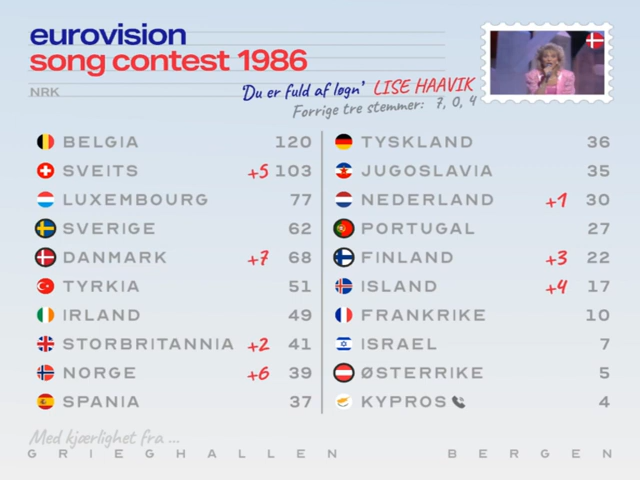 eurovision
song contest 1986
NRK
'Du er fuld af løgn' LISE HAAVIK
Forrige tre stemmer: 7, 0, 4
BELGIA 120
SVEITS +5 103
LUXEMBOURG 77
SVERIGE 62
DANMARK +7 68
TYRKIA 51
IRLAND 49
STORBRITANNIA +2 41
NORGE +6 39
SPANIA 37
TYSKLAND 36
JUGOSLAVIA 35
NEDERLAND +1 30
PORTUGAL 27
FINLAND +3 22
ISLAND +4 17
FRANKRIKE 10
ISRAEL 7
ØSTERRIKE 5
KYPROS 4
Med kjærlighet fra ...
GRIEGHALLEN BERGEN